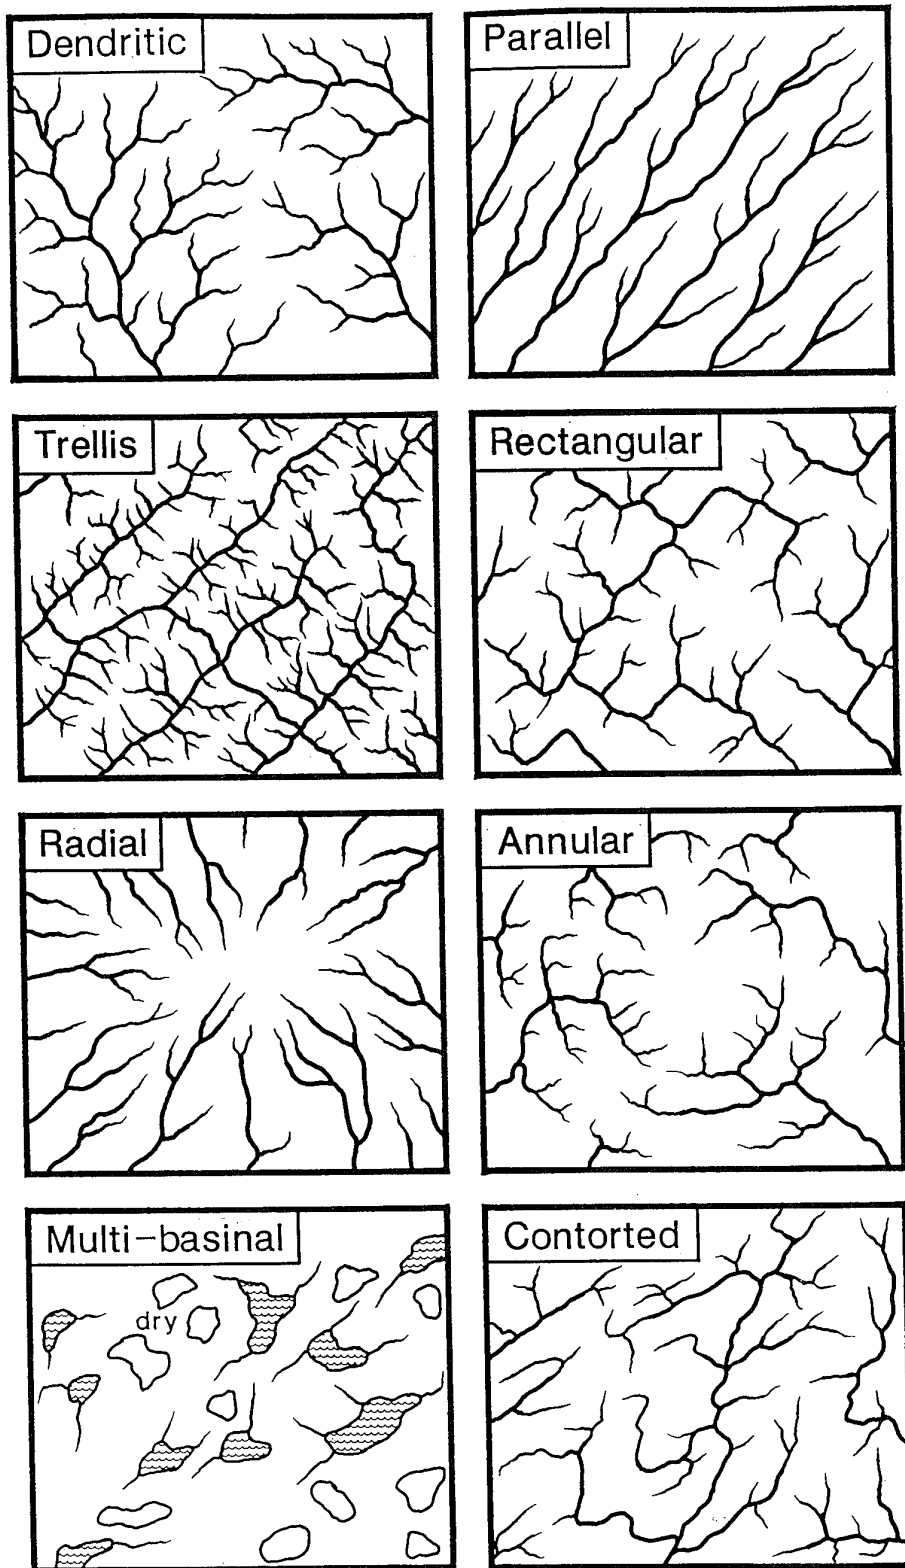 Dendritic
Parallel
Trellis
Rectangular
Radial
Annular
Multi-basinal
dry
Contorted